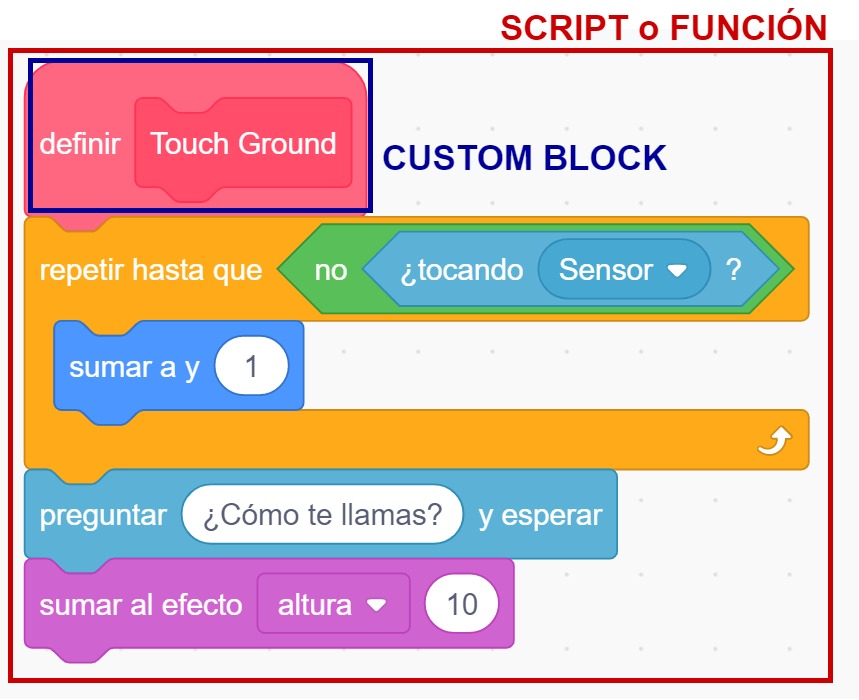 SCRIPT o FUNCIÓN
definir Touch Ground
CUSTOM BLOCK
repetir hasta que no ¿tocando Sensor ?
sumar a y 1
preguntar ¿Cómo te llamas? y esperar
sumar al efecto altura 10